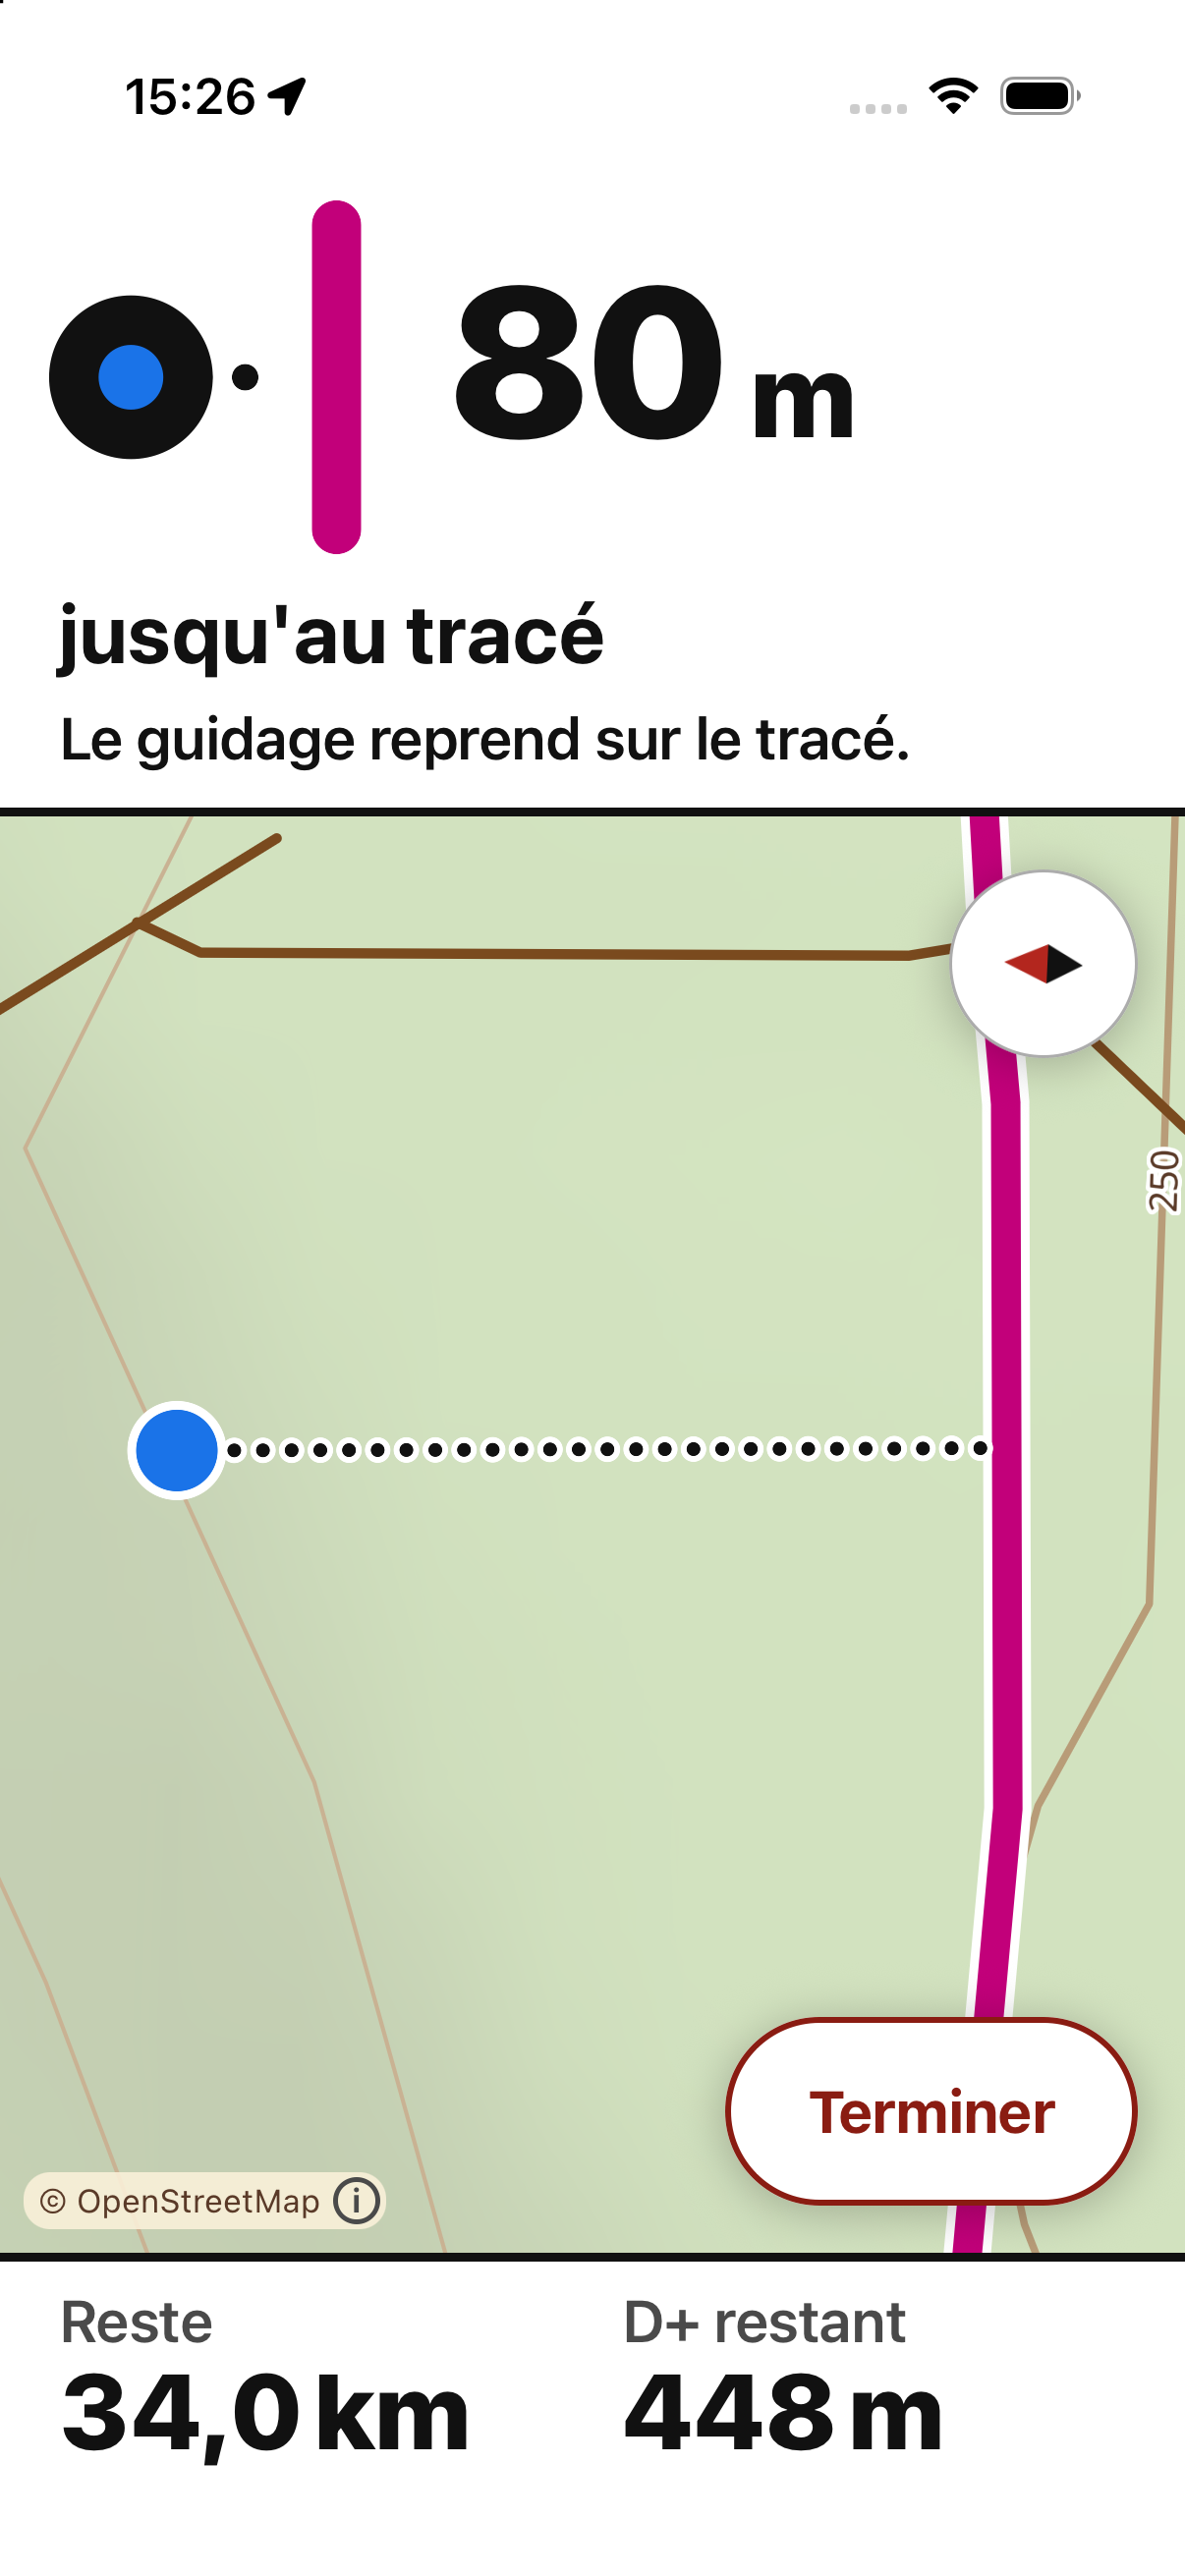 15:26
80 m
jusqu'au tracé
Le guidage reprend sur le tracé.
250
Terminer
© OpenStreetMap i
Reste
34,0 km
D+ restant
448 m